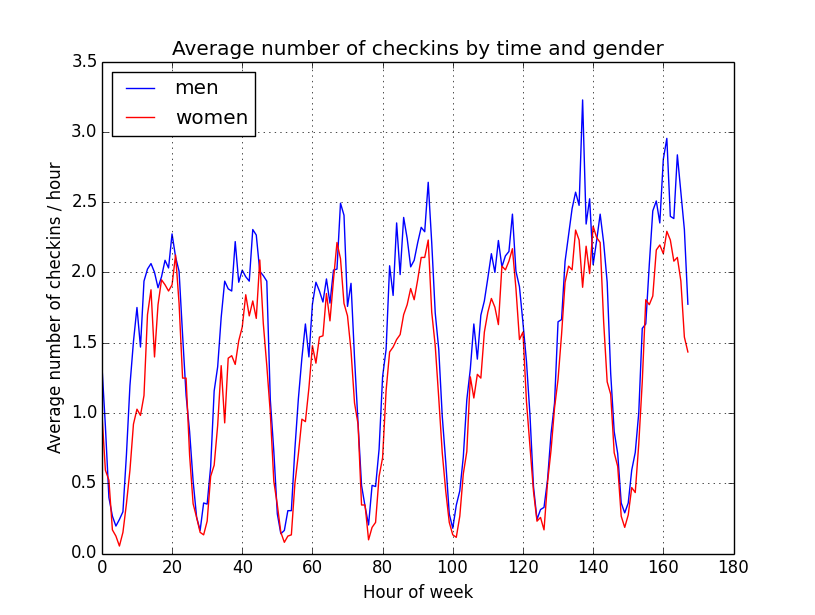 Average number of checkins by time and gender
3.5
3.0
2.5
2.0
1.5
1.0
0.5
0.0
men
women
Average number of checkins / hour
0 20 40 60 80 100 120 140 160 180
Hour of week